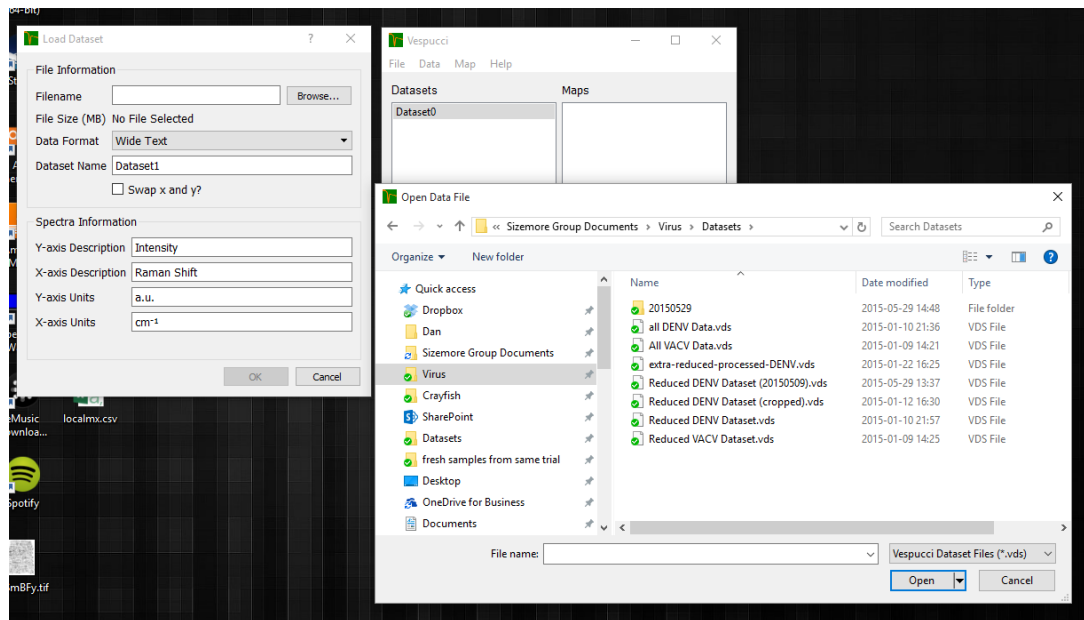 64-bit)
Load Dataset
File Information
Filename
Browse...
File Size (MB) No File Selected
Data Format Wide Text
Dataset Name Dataset1
Swap x and y?
Spectra Information
Y-axis Description Intensity
X-axis Description Raman Shift
Y-axis Units a.u.
X-axis Units cm⁻¹
OK Cancel
Vespucci
File Data Map Help
Datasets Maps
Dataset0
Open Data File
« Sizemore Group Documents › Virus › Datasets ›
Search Datasets
Organize New folder
Quick access
Dropbox
Dan
Sizemore Group Documents
Virus
Crayfish
SharePoint
Datasets
fresh samples from same trial
Desktop
OneDrive for Business
Documents
Name Date modified Type
20150529 2015-05-29 14:48 File folder
all DENV Data.vds 2015-01-10 21:36 VDS File
All VACV Data.vds 2015-01-09 14:21 VDS File
extra-reduced-processed-DENV.vds 2015-01-22 16:25 VDS File
Reduced DENV Dataset (20150509).vds 2015-05-29 13:37 VDS File
Reduced DENV Dataset (cropped).vds 2015-01-12 16:30 VDS File
Reduced DENV Dataset.vds 2015-01-10 21:57 VDS File
Reduced VACV Dataset.vds 2015-01-09 14:25 VDS File
File name:
Vespucci Dataset Files (*.vds)
Open Cancel
eMusic
ownloa...
localmx.csv
Spotify
mBFy.tif